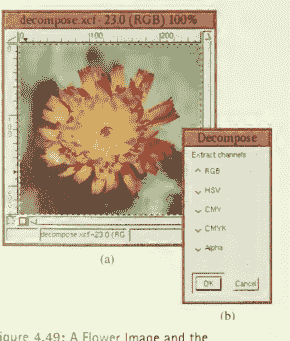 decompose.xcf-23.0 (RGB) 100%
0 100 200
decompose.xcf-23.0 (RG
(a)
Decompose
Extract channels
RGB
HSV
CMY
CMYK
Alpha
OK Cancel
(b)
igure 4.49: A Flower Image and the